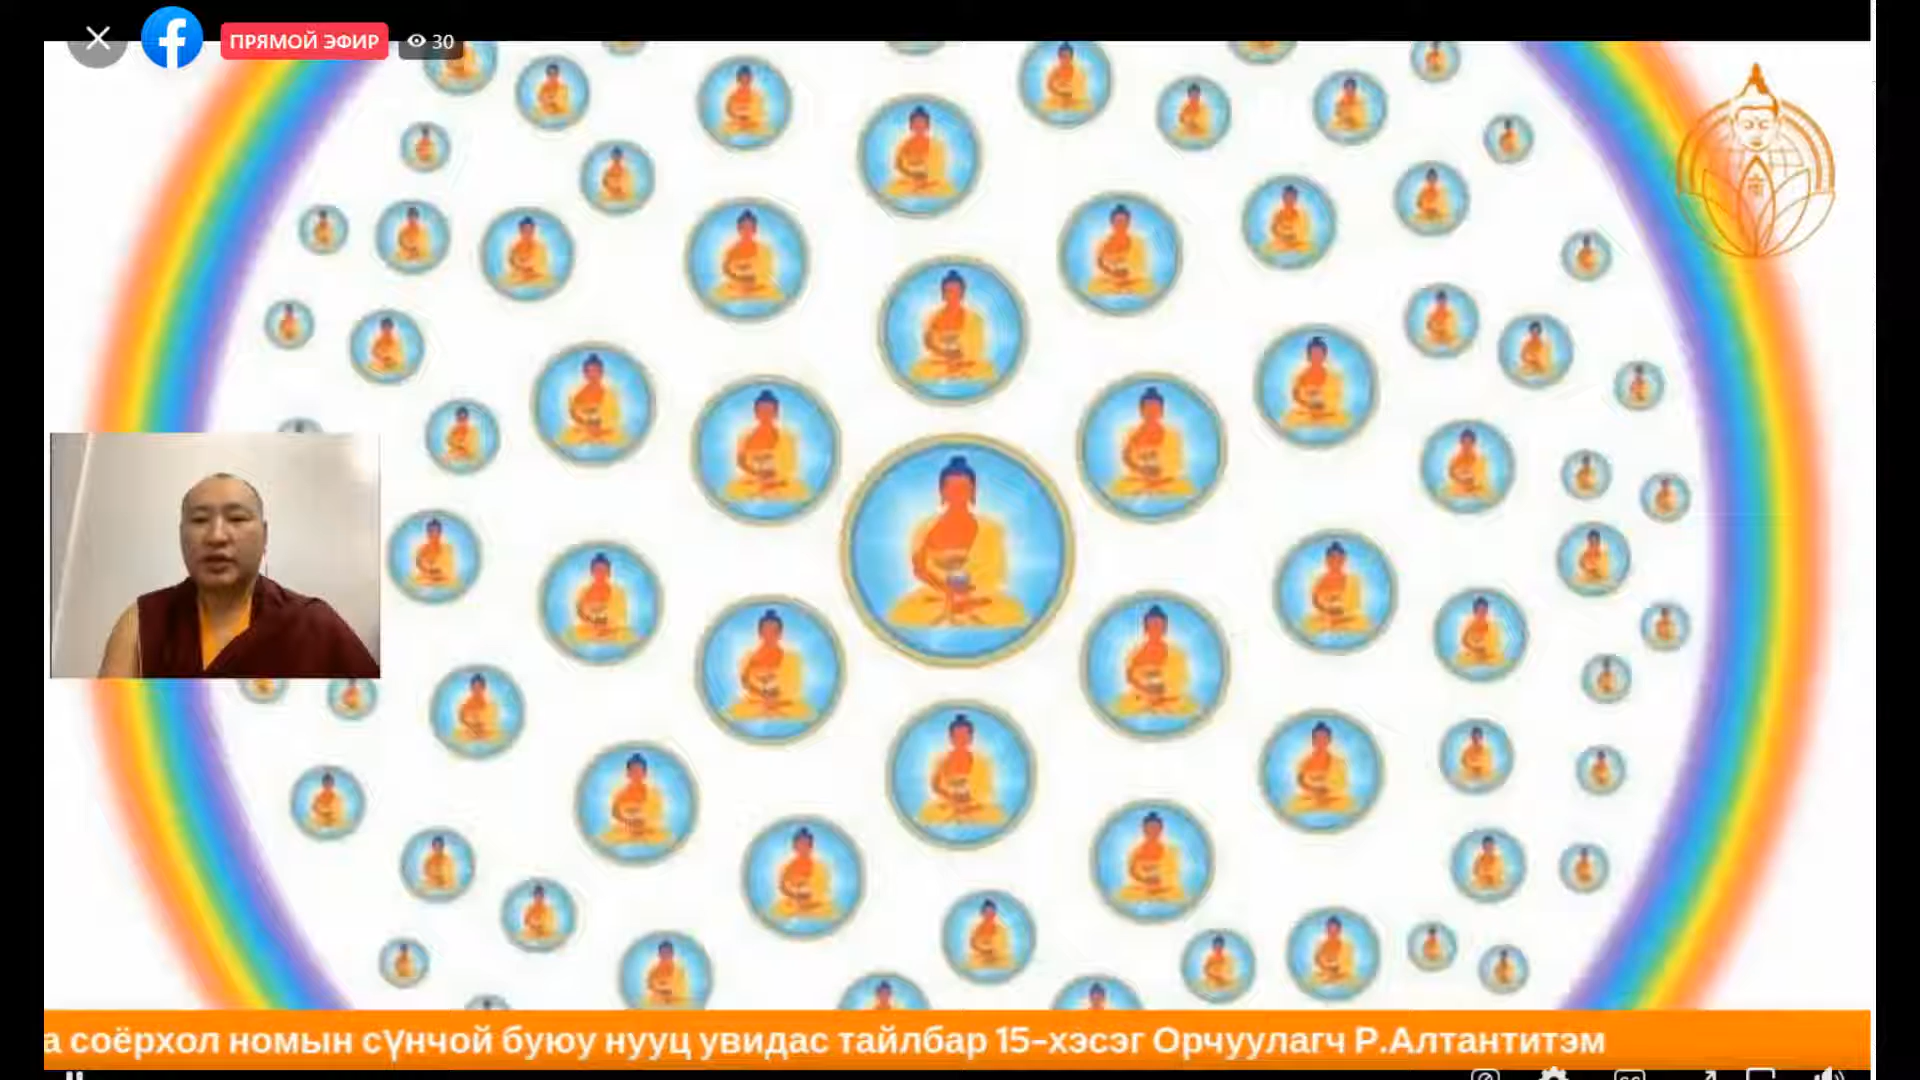 ПРЯМОЙ ЭФИР
30
а соёрхол номын сүнчой буюу нууц увидас тайлбар 15-хэсэг Орчуулагч Р.Алтантитэм